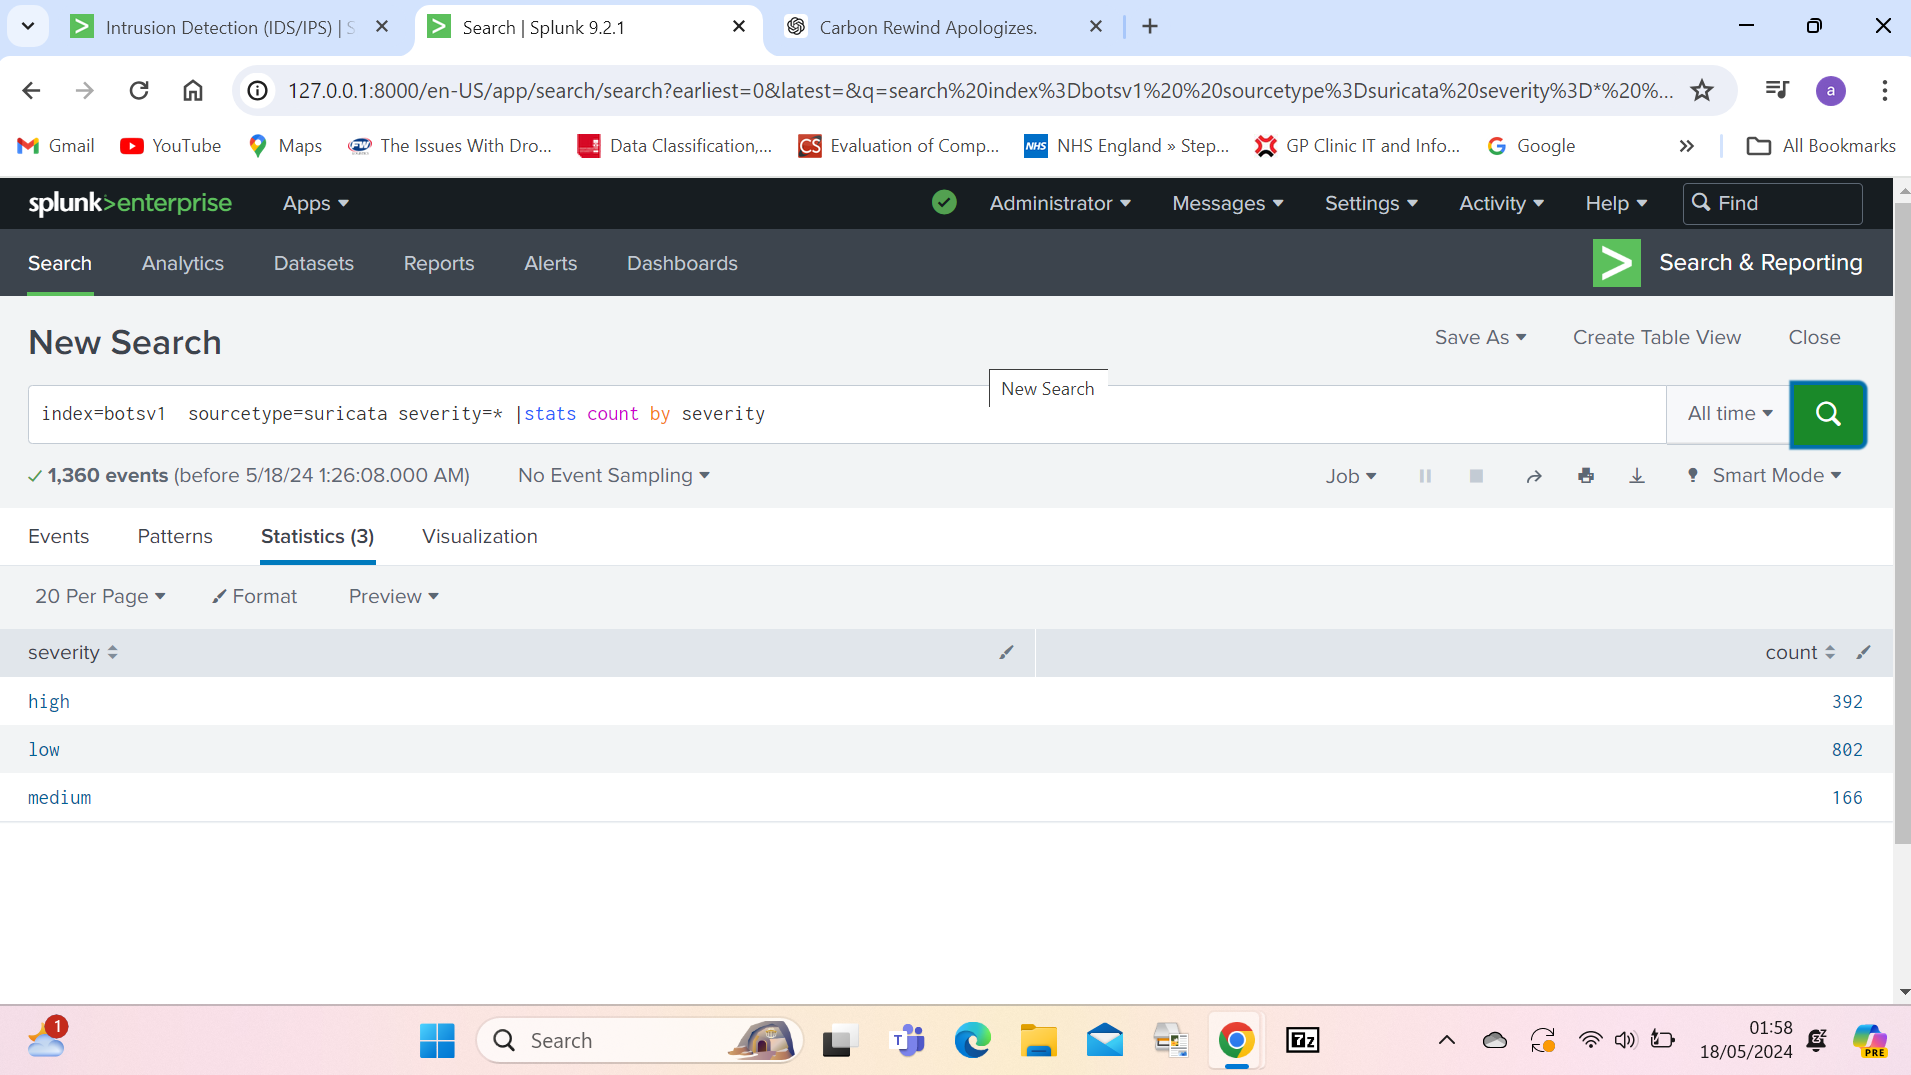 Intrusion Detection (IDS/IPS) | S
Search | Splunk 9.2.1
Carbon Rewind Apologizes.
127.0.0.1:8000/en-US/app/search/search?earliest=0&latest=&q=search%20index%3Dbotsv1%20%20sourcetype%3Dsuricata%20severity%3D*%20%...
a
Gmail
YouTube
Maps
FW
The Issues With Dro...
Data Classification,...
CS
Evaluation of Comp...
NHS
NHS England » Step...
GP Clinic IT and Info...
Google
»
All Bookmarks
splunk>enterprise
Apps
Administrator
Messages
Settings
Activity
Help
Find
Search
Analytics
Datasets
Reports
Alerts
Dashboards
Search & Reporting
New Search
Save As
Create Table View
Close
New Search
index=botsv1  sourcetype=suricata severity=* |stats count by severity
All time
1,360 events (before 5/18/24 1:26:08.000 AM)
No Event Sampling
Job
Smart Mode
Events
Patterns
Statistics (3)
Visualization
20 Per Page
Format
Preview
severity
count
high
392
low
802
medium
166
1
Search
T
7z
01:58
18/05/2024
PRE